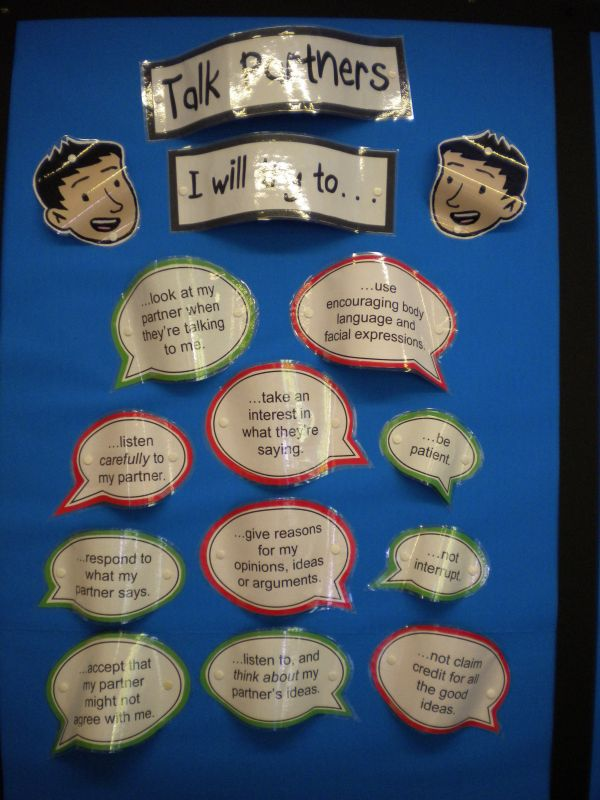 Talk Partners
I will try to...
...look at my
partner when
they're talking
to me.
...use
encouraging body
language and
facial expressions.
...take an
interest in
what they're
saying.
...listen
carefully to
my partner.
...be
patient.
...give reasons
for my
opinions, ideas
or arguments.
...respond to
what my
partner says.
...not
interrupt.
...accept that
my partner
might not
agree with me.
...listen to, and
think about my
partner's ideas.
...not claim
credit for all
the good
ideas.